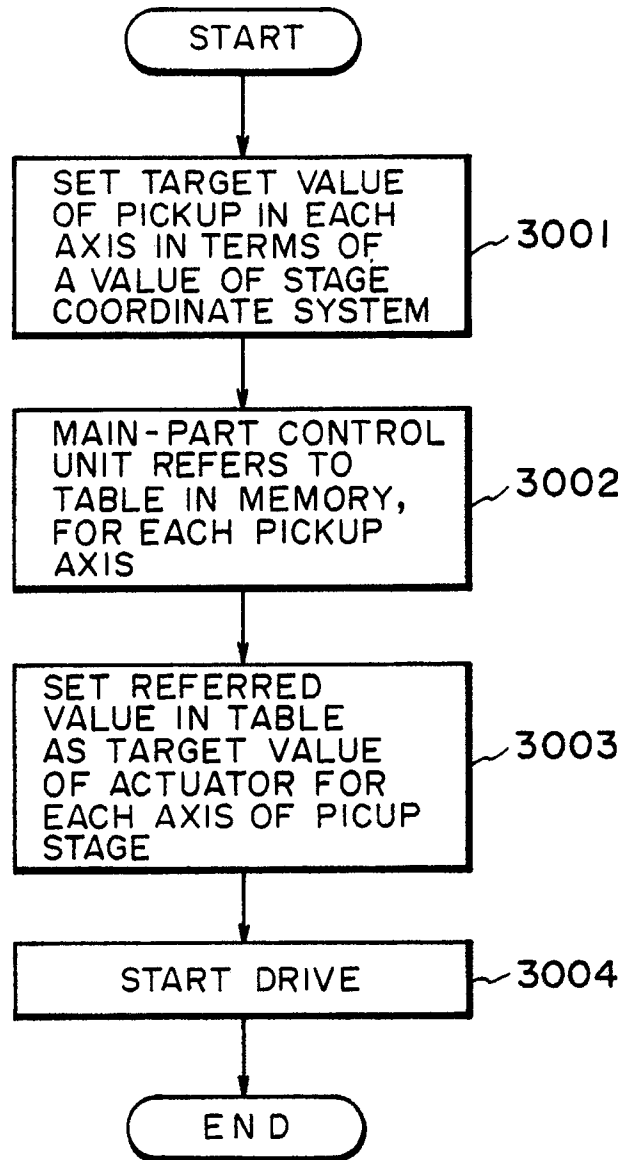 START
SET TARGET VALUE
OF PICKUP IN EACH
AXIS IN TERMS OF
A VALUE OF STAGE
COORDINATE SYSTEM
3001
MAIN-PART CONTROL
UNIT REFERS TO
TABLE IN MEMORY,
FOR EACH PICKUP
AXIS
3002
SET REFERRED
VALUE IN TABLE
AS TARGET VALUE
OF ACTUATOR FOR
EACH AXIS OF PICUP
STAGE
3003
START DRIVE
3004
END